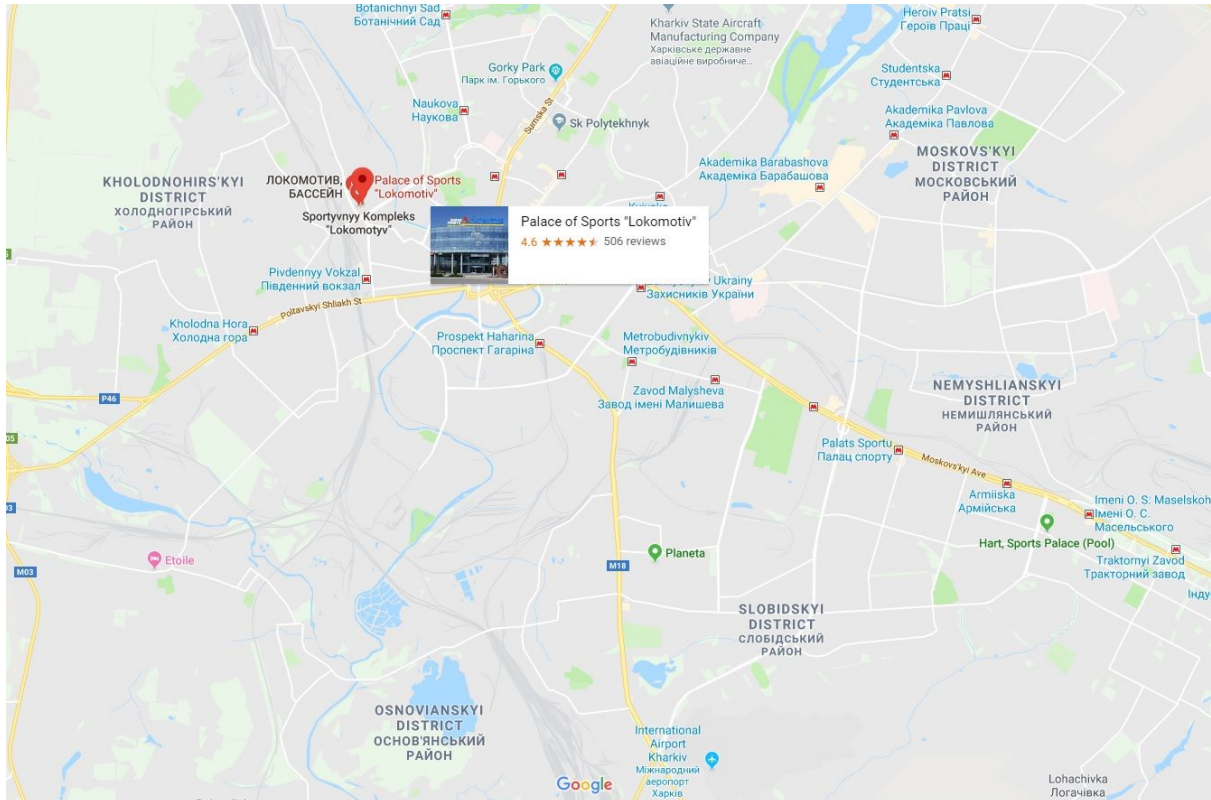 Botanichnyi Sad
Ботанічний Сад
Kharkiv State Aircraft
Manufacturing Company
Харківське державне
авіаційне виробниче...
Heroiv Pratsi
Героїв Праці
Gorky Park
Парк ім. Горького
Studentska
Студентська
Naukova
Наукова
Sumska St
Sk Polytekhnyk
Akademika Pavlova
Академіка Павлова
MOSKOVS'KYI
DISTRICT
МОСКОВСЬКИЙ
РАЙОН
Akademika Barabashova
Академіка Барабашова
KHOLODNOHIRS'KYI
DISTRICT
ХОЛОДНОГІРСЬКИЙ
РАЙОН
ЛОКОМОТИВ,
БАССЕЙН
Palace of Sports
"Lokomotiv"
Sportyvnyy Kompleks
"Lokomotyv"
Palace of Sports "Lokomotiv"
4.6 506 reviews
Ukrainy
Захисників України
Pivdennyy Vokzal
Південний вокзал
Poltavskyi Shliakh St
Kholodna Hora
Холодна гора
Prospekt Haharina
Проспект Гагаріна
Metrobudivnykiv
Метробудівників
Zavod Malysheva
Завод імені Малишева
P46
NEMYSHLIANSKYI
DISTRICT
НЕМИШЛЯНСЬКИЙ
РАЙОН
Palats Sportu
Палац спорту
Moskovs'kyi Ave
05
03
Armiiska
Армійська
Imeni O. S. Maselskoh
Імені О. С.
Масельського
Hart, Sports Palace (Pool)
Traktornyi Zavod
Тракторний завод
Інду
Etoile
M03
Planeta
M18
SLOBIDSKYI
DISTRICT
СЛОБІДСЬКИЙ
РАЙОН
OSNOVIANSKYI
DISTRICT
ОСНОВ'ЯНСЬКИЙ
РАЙОН
International
Airport
Kharkiv
Міжнародний
аеропорт
Харків
Google
Lohachivka
Логачівка